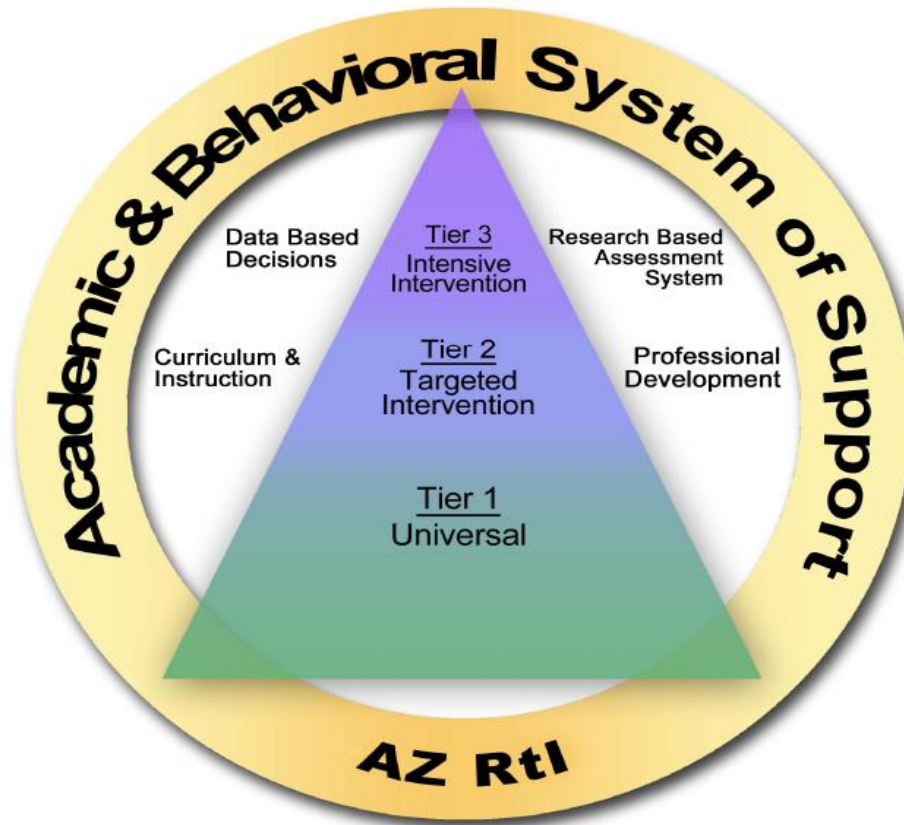 Academic & Behavioral System of Support
Data Based
Decisions
Tier 3
Intensive
Intervention
Research Based
Assessment
System
Curriculum &
Instruction
Tier 2
Targeted
Intervention
Professional
Development
Tier 1
Universal
AZ RtI